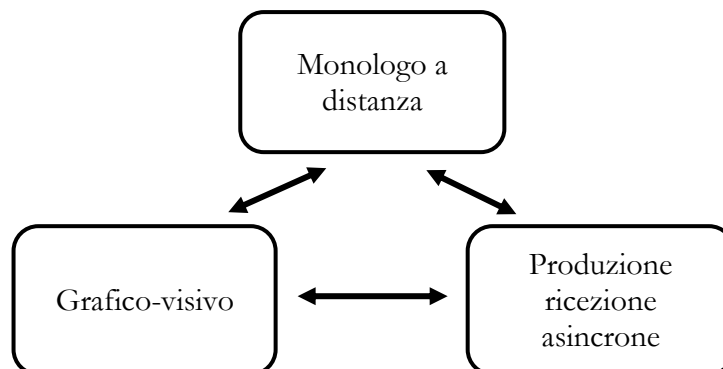 Monologo a
distanza
Grafico-visivo
Produzione
ricezione
asincrone